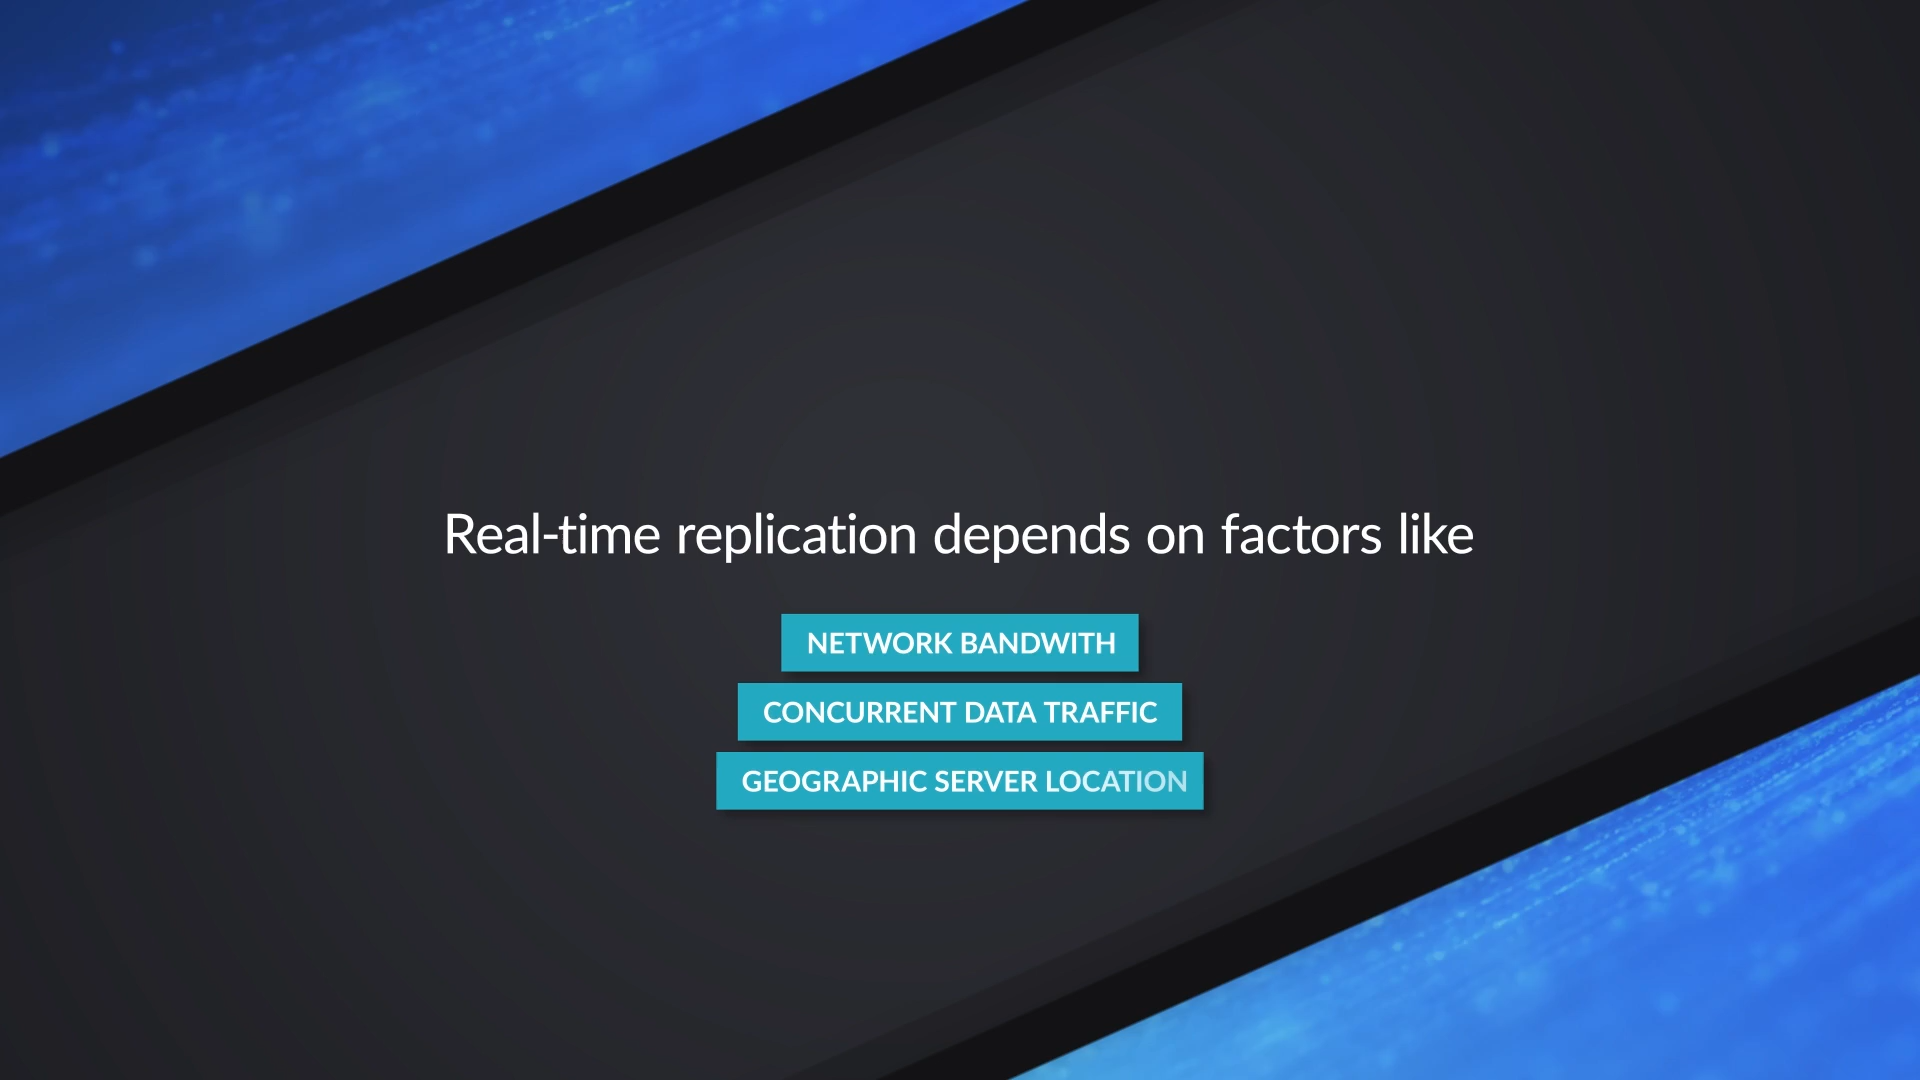 Real-time replication depends on factors like
NETWORK BANDWITH
CONCURRENT DATA TRAFFIC
GEOGRAPHIC SERVER LOCATION